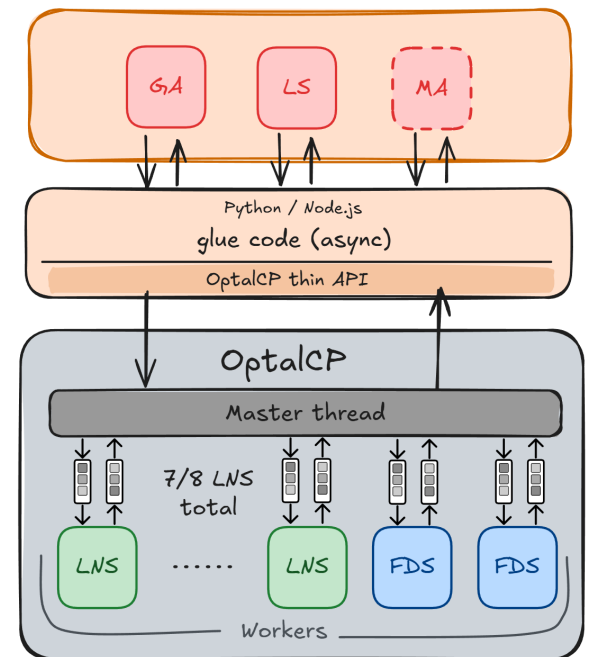 GA
LS
MA
Python / Node.js
glue code (async)
OptalCP thin API
OptalCP
Master thread
7/8 LNS
total
LNS
......
LNS
FDS
FDS
Workers